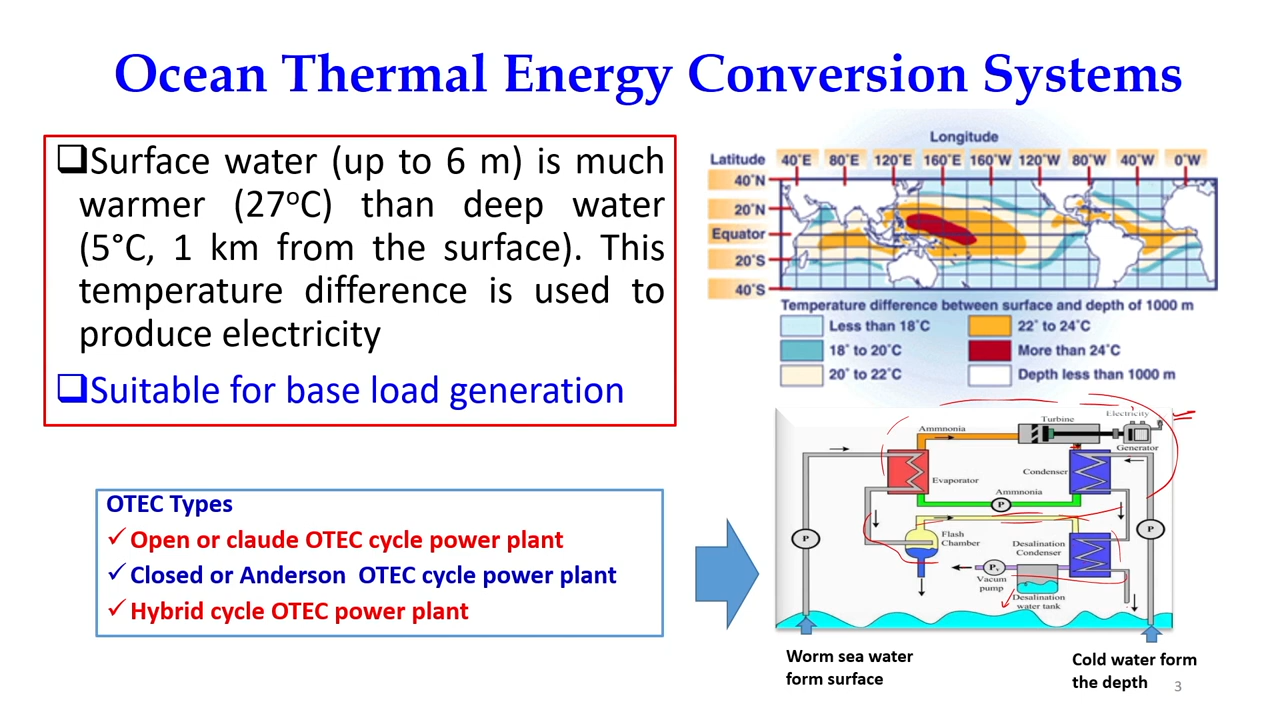 Ocean Thermal Energy Conversion Systems
Surface water (up to 6 m) is much
warmer (27°C) than deep water
(5°C, 1 km from the surface). This
temperature difference is used to
produce electricity
Suitable for base load generation
OTEC Types
Open or claude OTEC cycle power plant
Closed or Anderson OTEC cycle power plant
Hybrid cycle OTEC power plant
Longitude
Latitude 40°E 80°E 120°E 160°E 160°W 120°W 80°W 40°W 0°W
40°N
20°N
Equator
20°S
40°S
Temperature difference between surface and depth of 1000 m
Less than 18°C
22° to 24°C
18° to 20°C
More than 24°C
20° to 22°C
Depth less than 1000 m
Electricity
Turbine
Ammnonia
Generator
Condenser
Evaporator
Ammonia
P
P
P
Flash
Chamber
Desalination
Condenser
Pv
Vacuum
pump
Desalination
water tank
Worm sea water
form surface
Cold water form
the depth
3